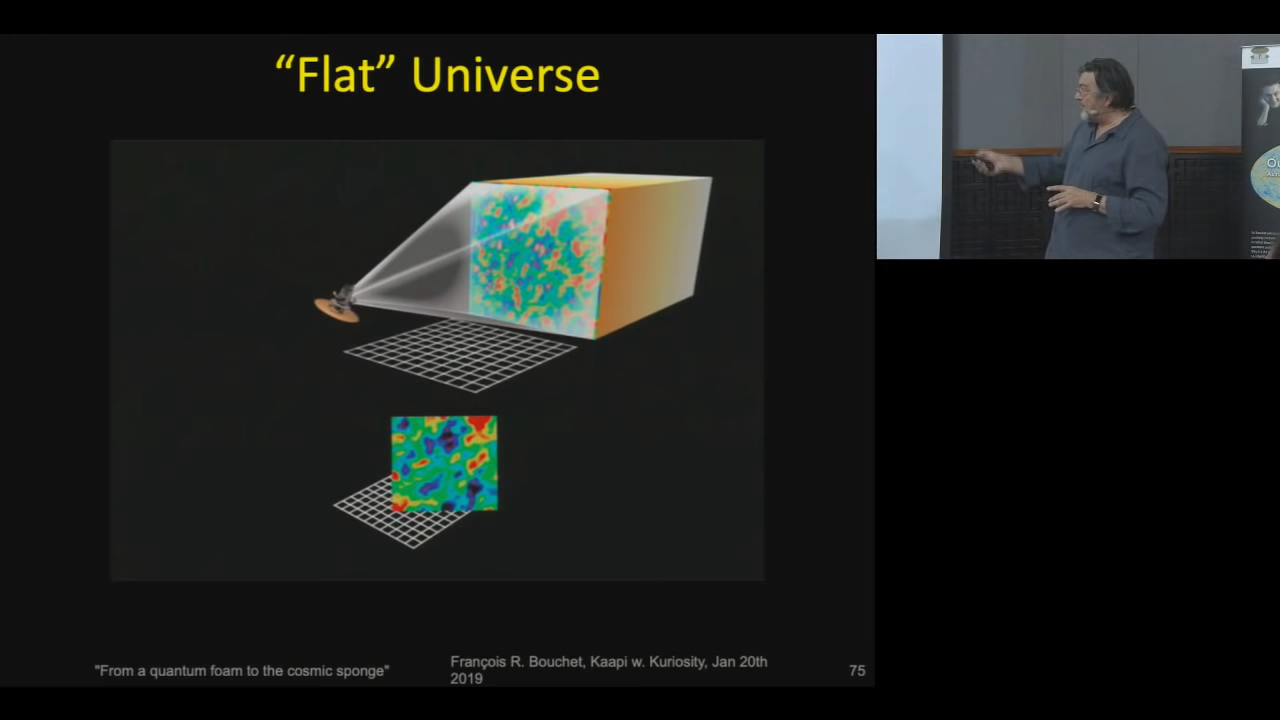 “Flat” Universe
"From a quantum foam to the cosmic sponge"
François R. Bouchet, Kaapi w. Kuriosity, Jan 20th
2019
75